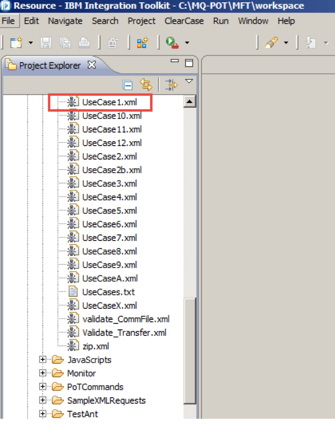 Resource - IBM Integration Toolkit - C:\MQ-POT\MFT\workspace
File Edit Navigate Search Project ClearCase Run Window Help
Project Explorer
UseCase1.xml
UseCase10.xml
UseCase11.xml
UseCase12.xml
UseCase2.xml
UseCase2b.xml
UseCase3.xml
UseCase4.xml
UseCase5.xml
UseCase6.xml
UseCase7.xml
UseCase8.xml
UseCase9.xml
UseCaseA.xml
UseCases.txt
UseCaseX.xml
validate_CommFile.xml
Validate_Transfer.xml
zip.xml
JavaScripts
Monitor
PoTCommands
SampleXMLRequests
TestAnt